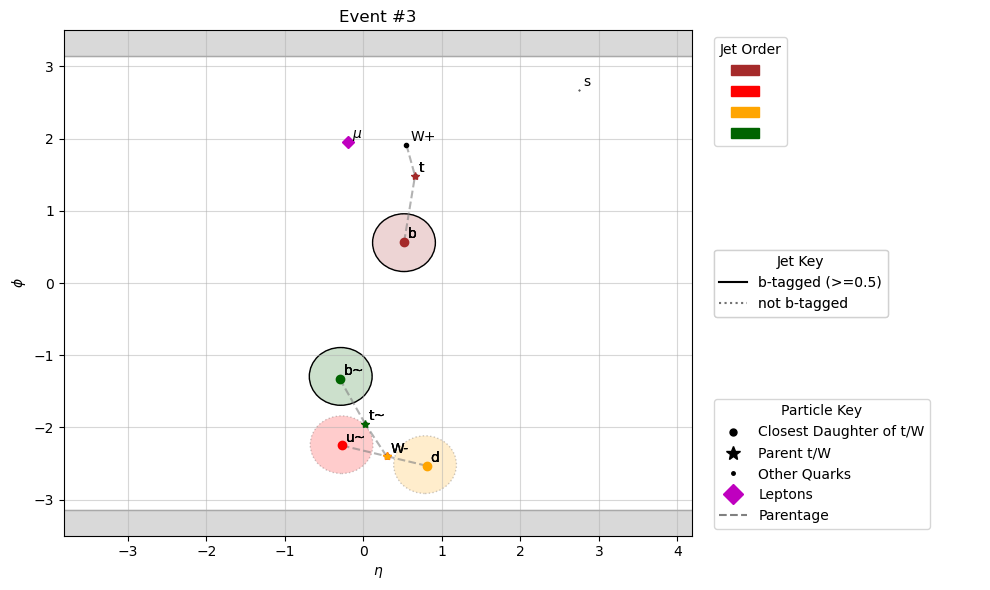 Event #3
Jet Order
3
2
1
0
−1
−2
−3
ϕ
s
μ
W+
t
b
b~
t~
u~
W-
d
−3
−2
−1
0
1
2
3
4
η
Jet Key
b-tagged (>=0.5)
not b-tagged
Particle Key
Closest Daughter of t/W
Parent t/W
Other Quarks
Leptons
Parentage